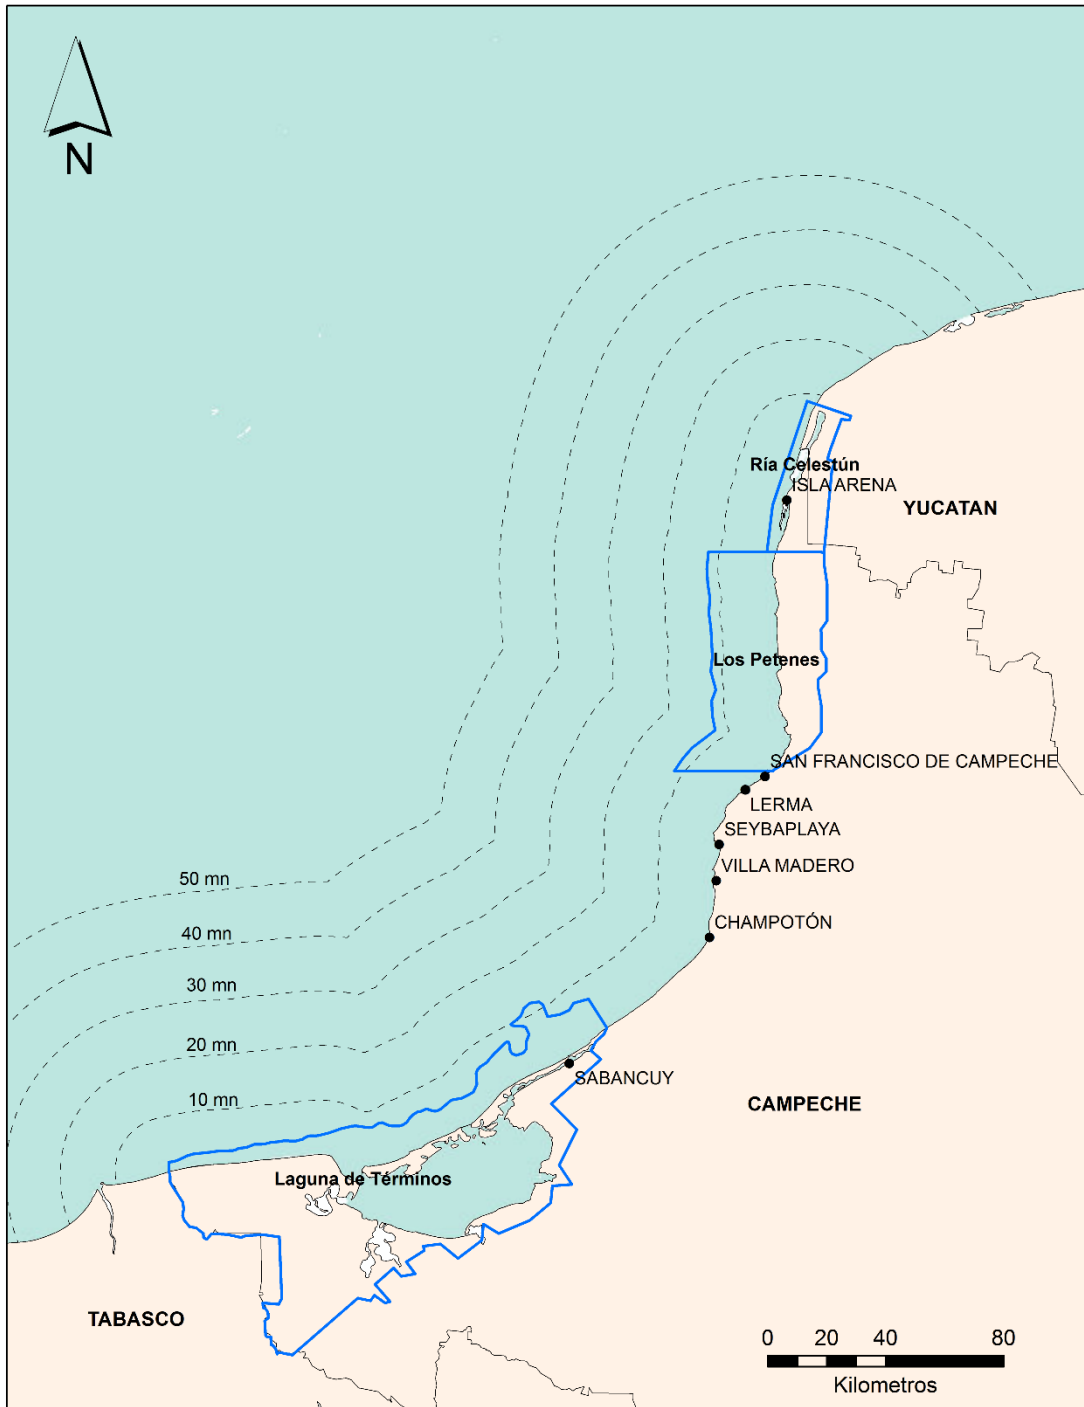 N
Ría Celestún
ISLA ARENA
YUCATAN
Los Petenes
SAN FRANCISCO DE CAMPECHE
LERMA
SEYBAPLAYA
50 mn
VILLA MADERO
40 mn
CHAMPOTÓN
30 mn
20 mn
SABANCUY
10 mn
CAMPECHE
Laguna de Términos
TABASCO
0 20 40 80
Kilometros